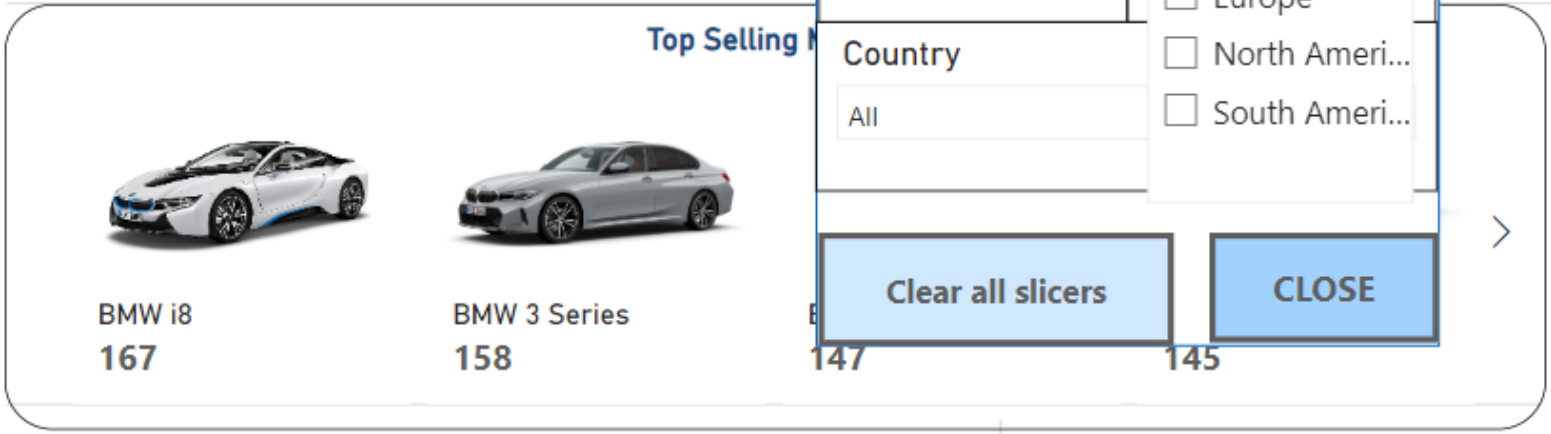 Europe
Top Selling
Country
North Ameri...
All
South Ameri...
Clear all slicers
CLOSE
BMW i8
BMW 3 Series
167
158
147
145